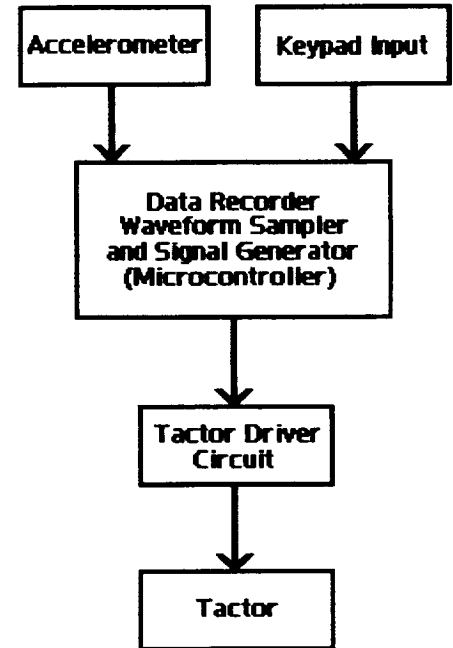 Accelerometer
Keypad Input
Data Recorder
Waveform Sampler
and Signal Generator
(Microcontroller)
Tactor Driver
Circuit
Tactor